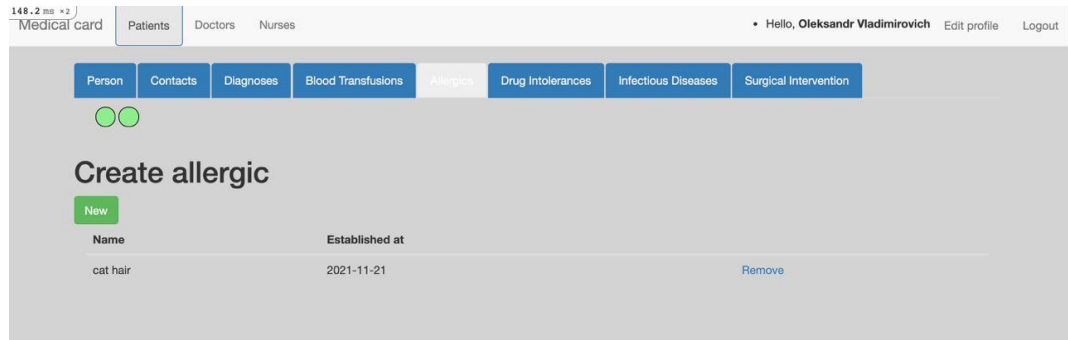 148.2 ms ×2
Medical card Patients Doctors Nurses • Hello, Oleksandr Vladimirovich Edit profile Logout
Person Contacts Diagnoses Blood Transfusions Allergics Drug Intolerances Infectious Diseases Surgical Intervention
Create allergic
New
Name Established at
cat hair 2021-11-21 Remove